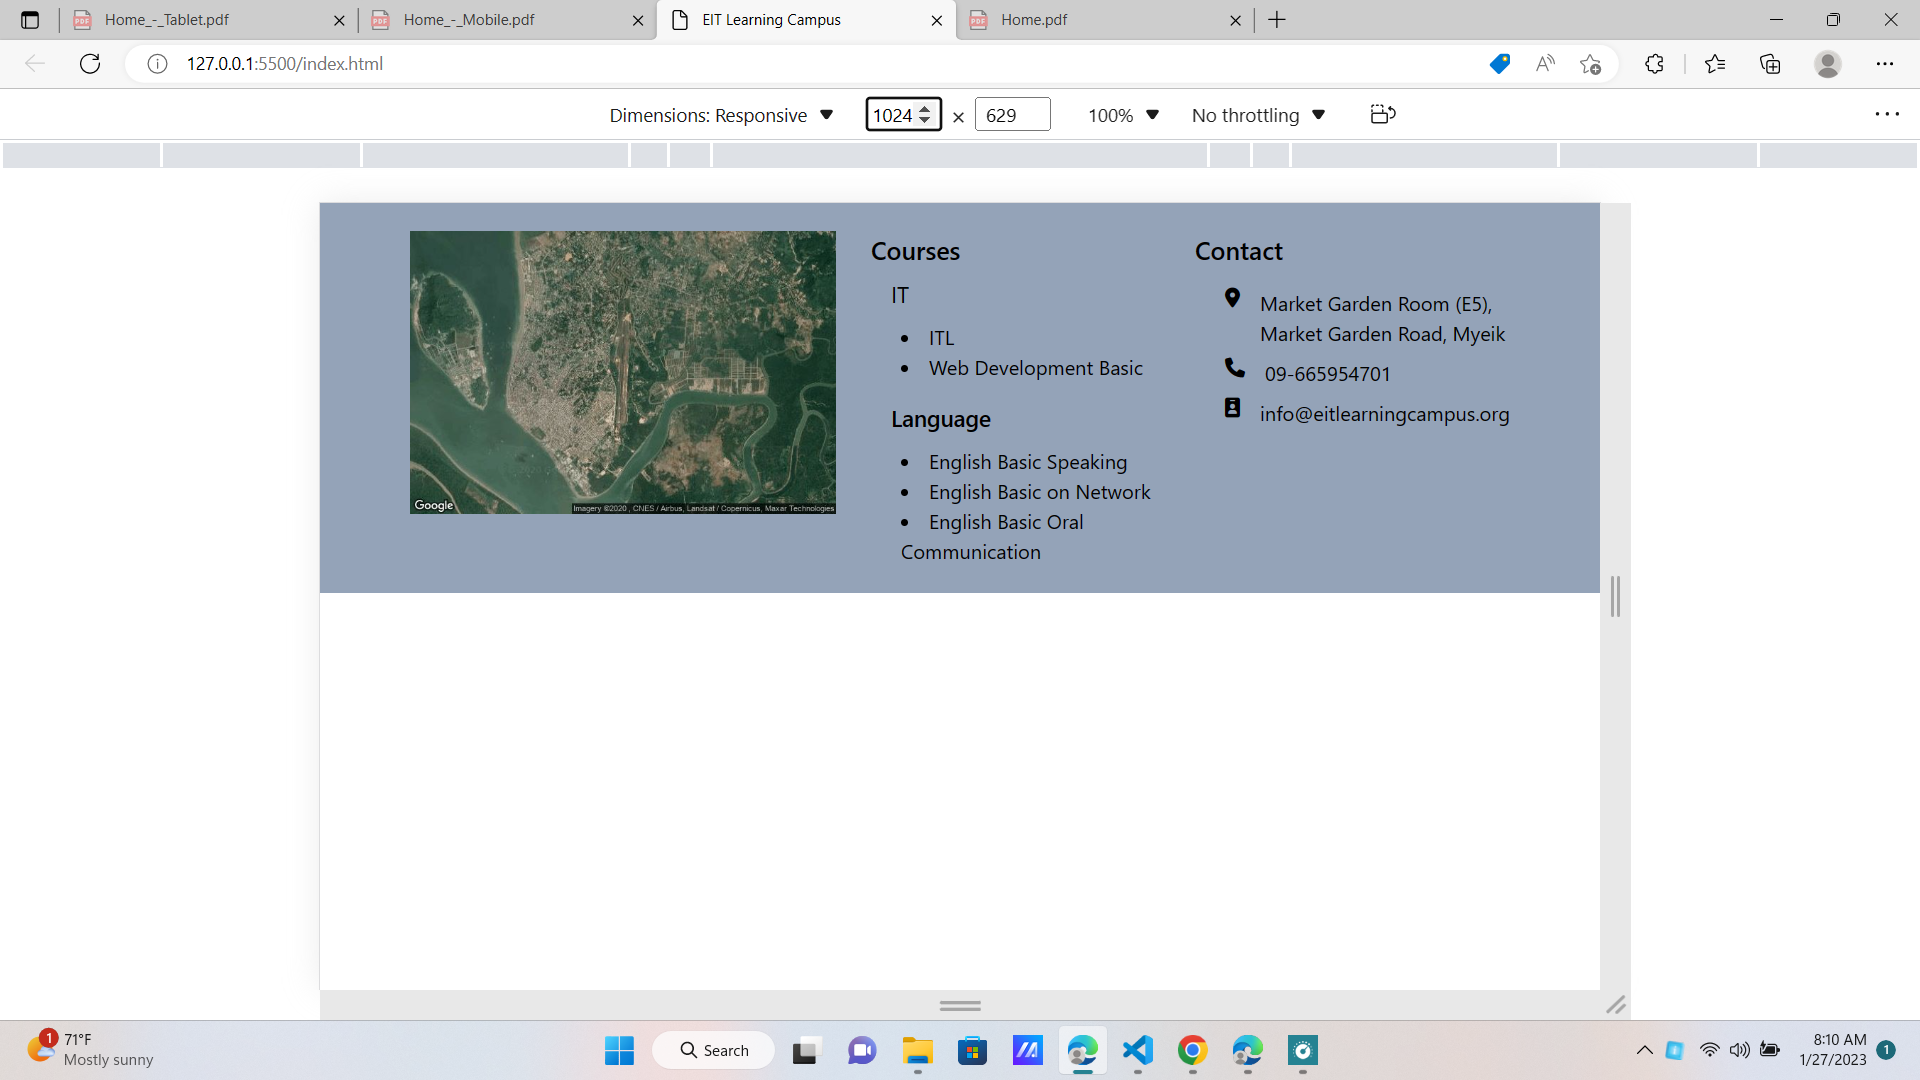 Home_-_Tablet.pdf
Home_-_Mobile.pdf
EIT Learning Campus
Home.pdf
127.0.0.1:5500/index.html
Dimensions: Responsive
1024 × 629
100%
No throttling
Google
Imagery ©2020 , CNES / Airbus, Landsat / Copernicus, Maxar Technologies
Courses
IT
• ITL
• Web Development Basic
Language
• English Basic Speaking
• English Basic on Network
• English Basic Oral
Communication
Contact
Market Garden Room (E5),
Market Garden Road, Myeik
09-665954701
info@eitlearningcampus.org
1
71°F
Mostly sunny
Search
8:10 AM
1/27/2023
1